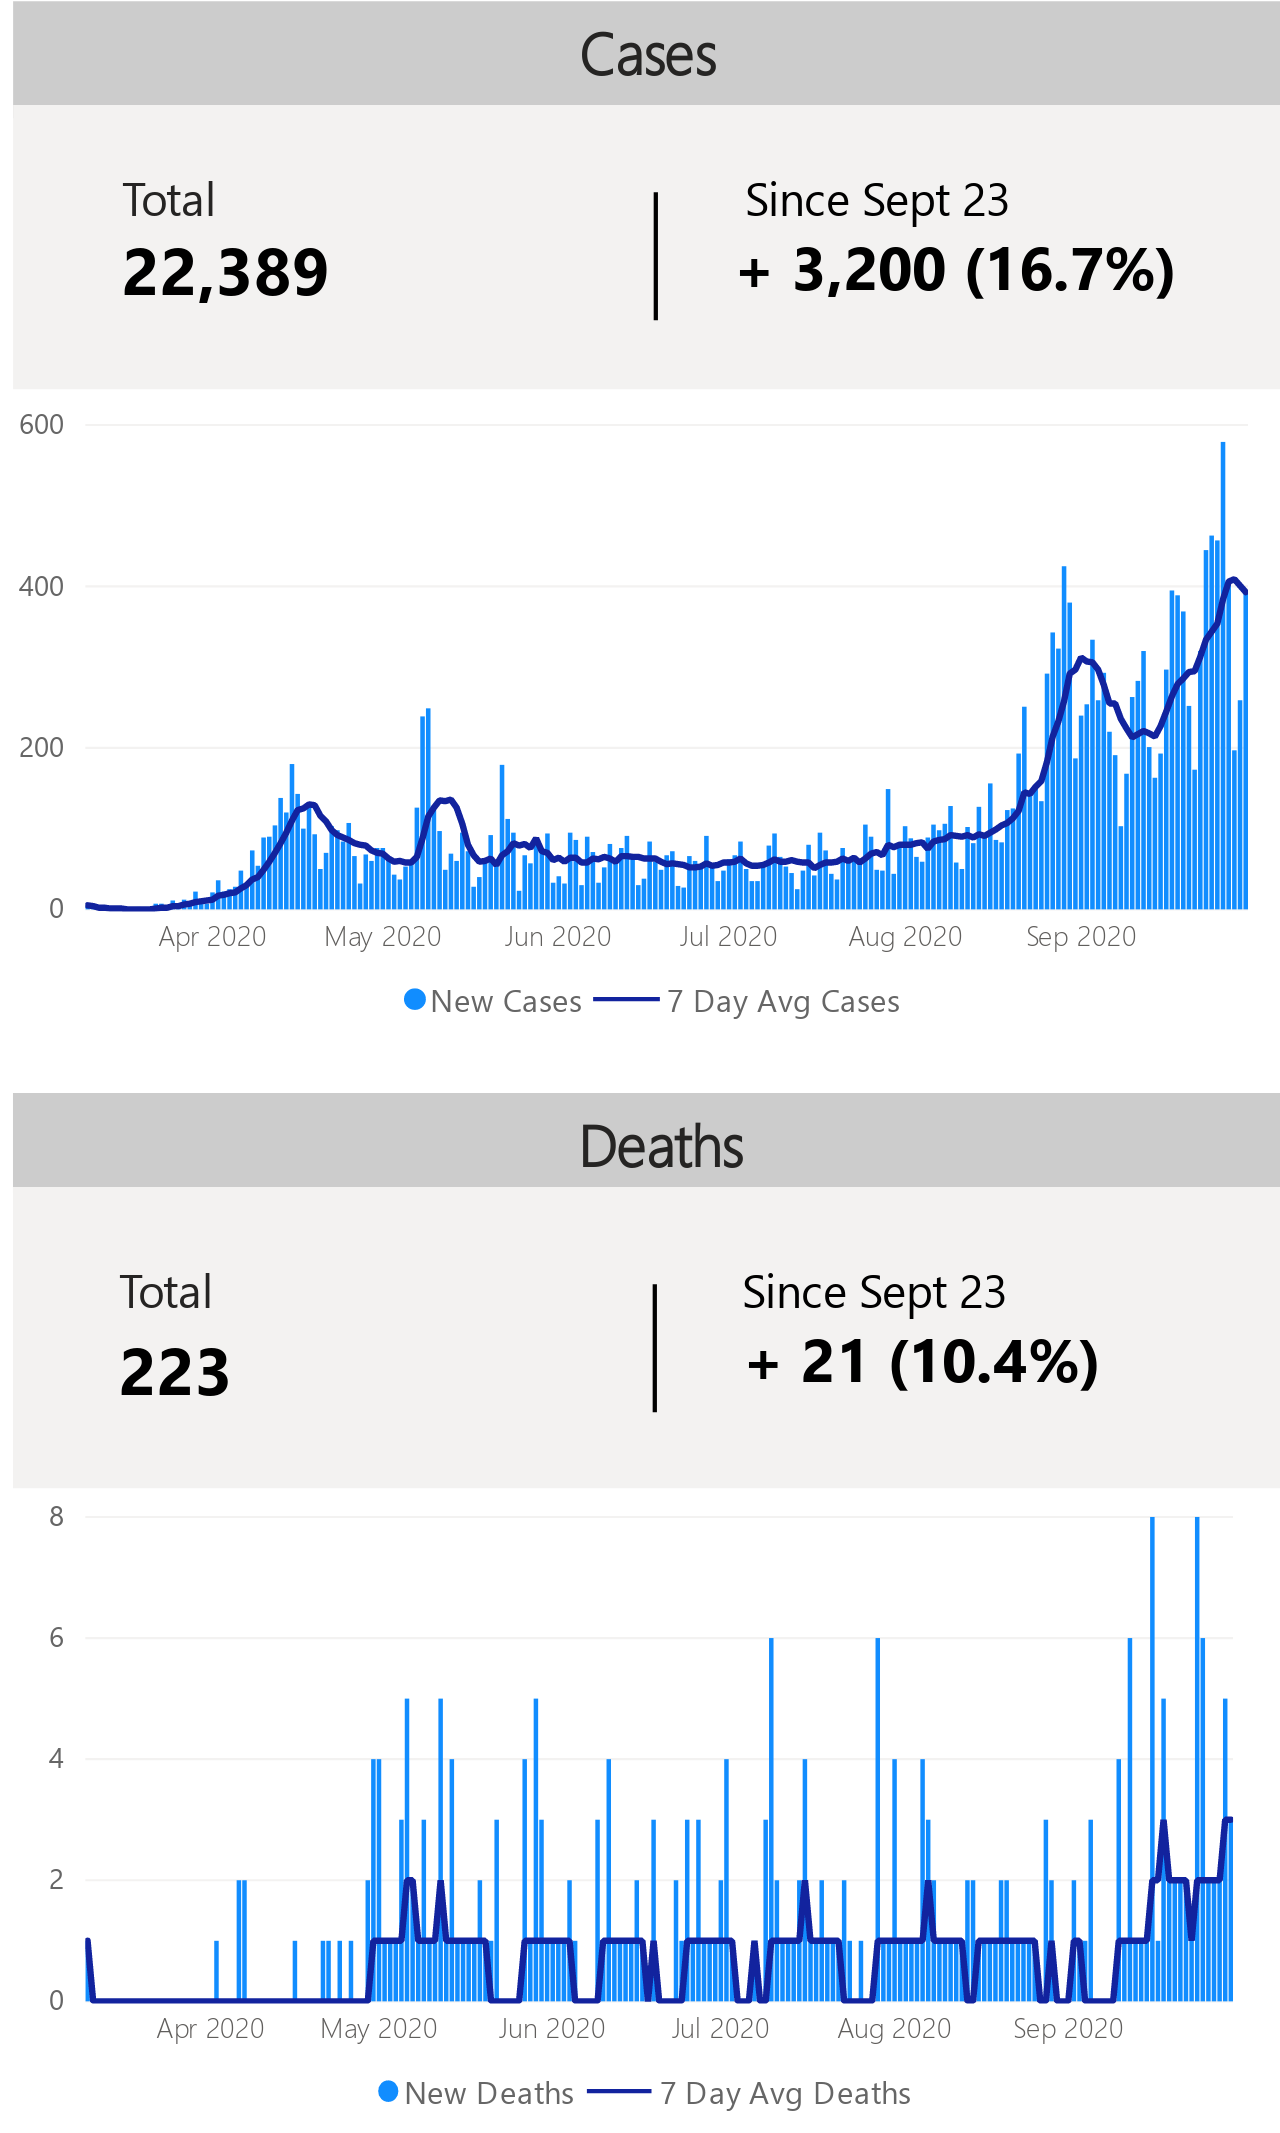 Cases
Total
Since Sept 23
22,389
+ 3,200 (16.7%)
600
400
200
0
Apr 2020
May 2020
Jun 2020
Jul 2020
Aug 2020
Sep 2020
New Cases
7 Day Avg Cases
Deaths
Total
Since Sept 23
223
+ 21 (10.4%)
8
6
4
2
0
Apr 2020
May 2020
Jun 2020
Jul 2020
Aug 2020
Sep 2020
New Deaths
7 Day Avg Deaths